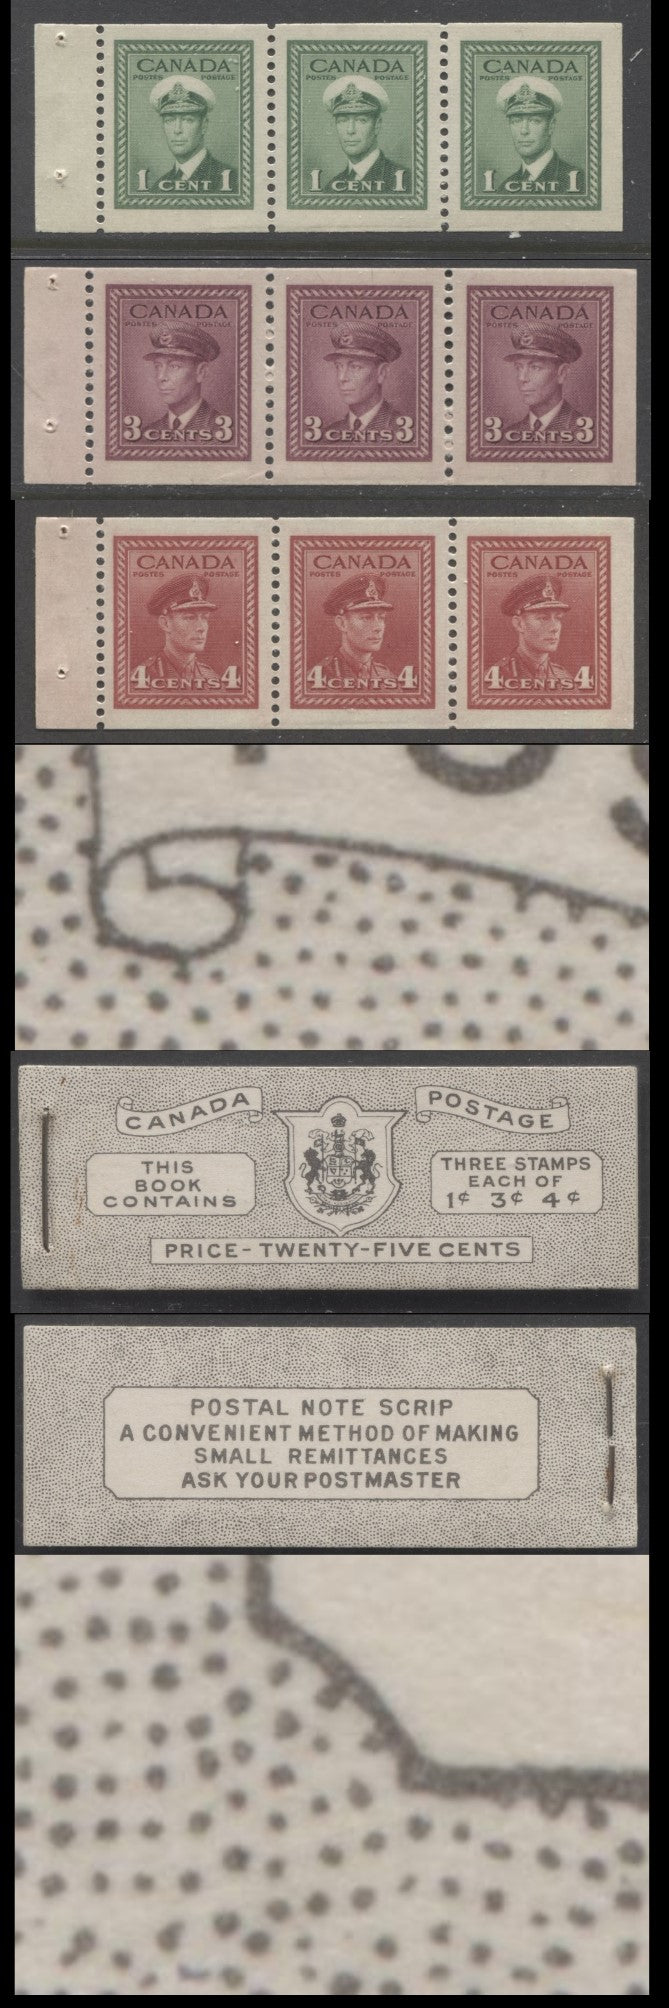 CANADA CANADA CANADA
POSTES POSTAGE POSTES POSTAGE POSTES POSTAGE
1 CENT 1 1 CENT 1 1 CENT 1
CANADA CANADA CANADA
POSTES POSTAGE POSTES POSTAGE POSTES POSTAGE
3 CENTS 3 3 CENTS 3 3 CENTS 3
CANADA CANADA CANADA
POSTES POSTAGE POSTES POSTAGE POSTES POSTAGE
4 CENTS 4 4 CENTS 4 4 CENTS 4
CANADA POSTAGE
THIS
BOOK
CONTAINS
THREE STAMPS
EACH OF
1¢ 3¢ 4¢
PRICE - TWENTY-FIVE CENTS
POSTAL NOTE SCRIP
A CONVENIENT METHOD OF MAKING
SMALL REMITTANCES
ASK YOUR POSTMASTER